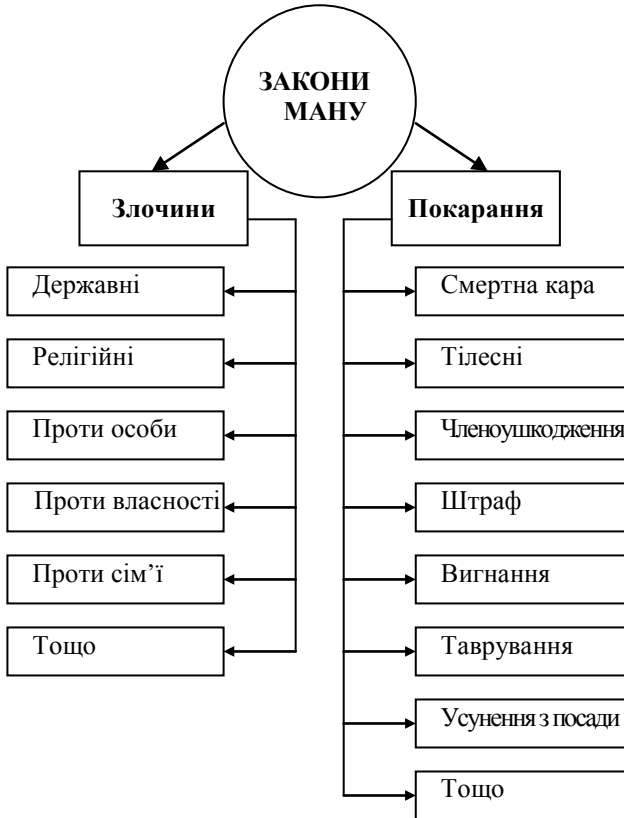 ЗАКОНИ
МАНУ
Злочини
Покарання
Державні
Релігійні
Проти особи
Проти власності
Проти сім’ї
Тощо
Смертна кара
Тілесні
Членоушкодження
Штраф
Вигнання
Таврування
Усунення з посади
Тощо